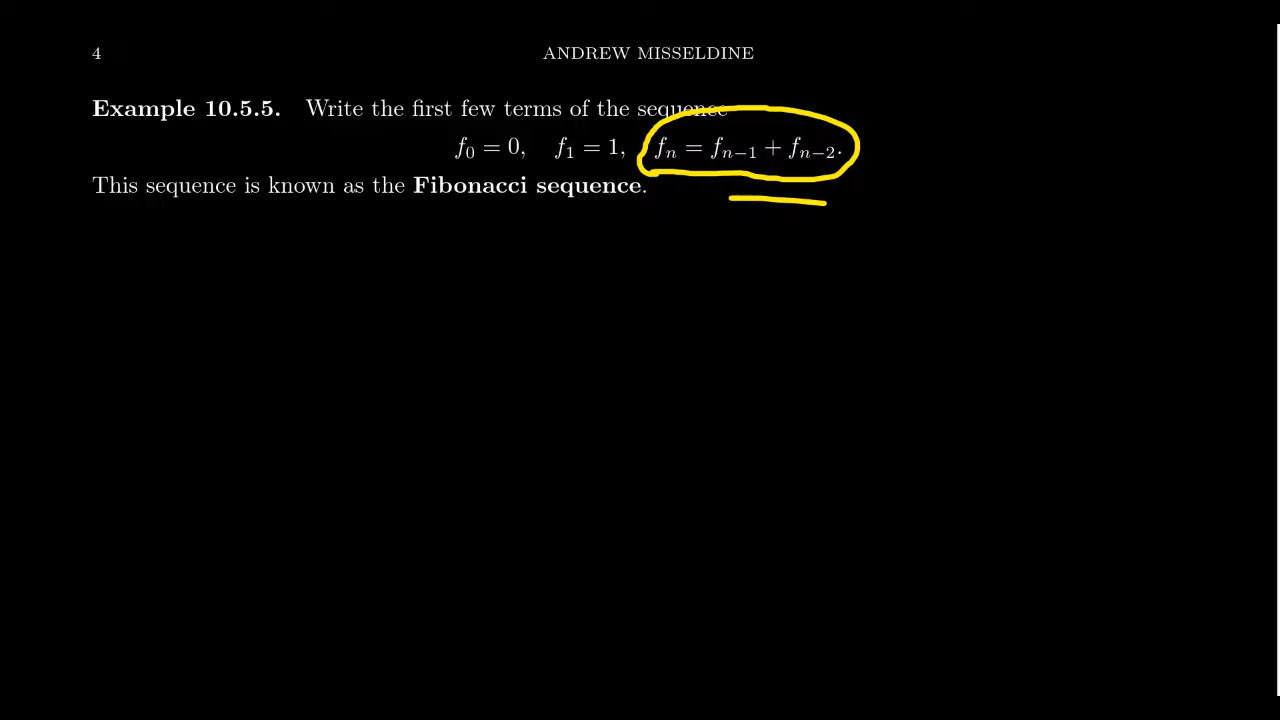 4 ANDREW MISSELDINE
Example 10.5.5. Write the first few terms of the sequence
f₀ = 0, f₁ = 1, fₙ = fₙ₋₁ + fₙ₋₂.
This sequence is known as the Fibonacci sequence.